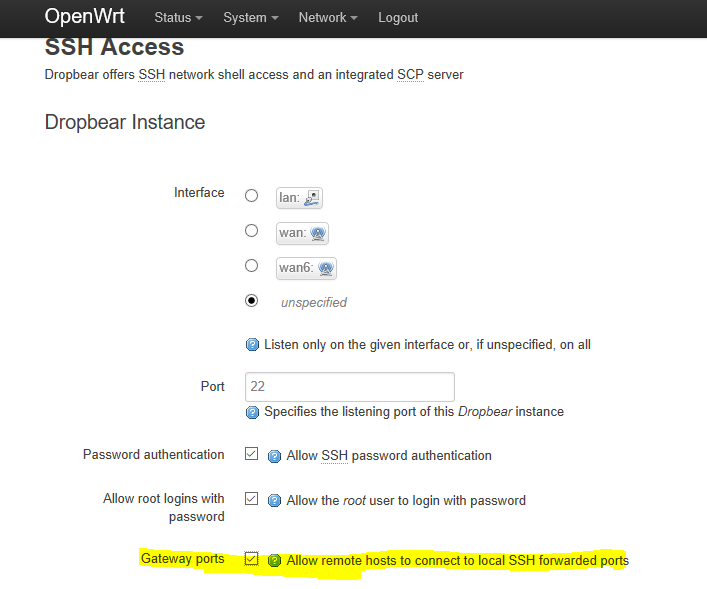 OpenWrt Status System Network Logout
SSH Access
Dropbear offers SSH network shell access and an integrated SCP server
Dropbear Instance
Interface
lan:
wan:
wan6:
unspecified
Listen only on the given interface or, if unspecified, on all
Port 22
Specifies the listening port of this Dropbear instance
Password authentication Allow SSH password authentication
Allow root logins with
password
Allow the root user to login with password
Gateway ports Allow remote hosts to connect to local SSH forwarded ports